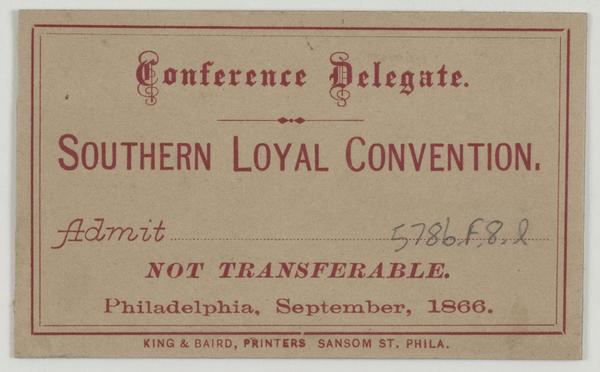 Conference Delegate.
SOUTHERN LOYAL CONVENTION.
Admit 5786.F.8.l
NOT TRANSFERABLE.
Philadelphia, September, 1866.
KING & BAIRD, PRINTERS SANSOM ST. PHILA.